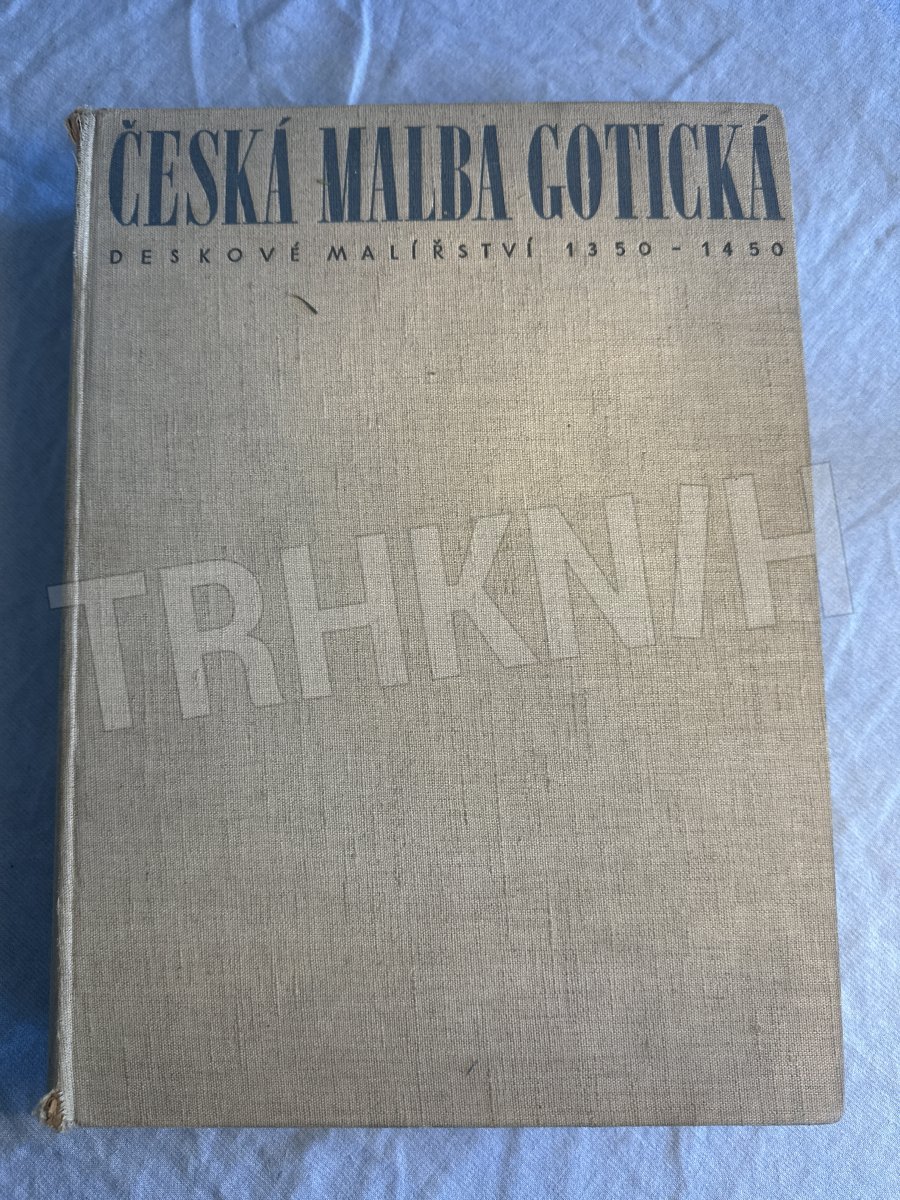 ČESKÁ MALBA GOTICKÁ
DESKOVÉ MALÍŘSTVÍ 1350-1450
TRHKNIH